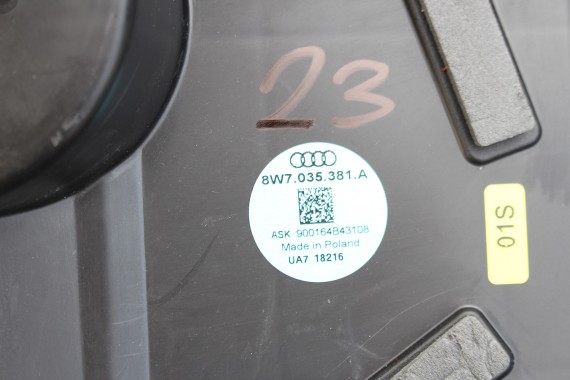 23
8W7.035.381.A
ASK 900164843108
Made in Poland
UA7 18216
01S